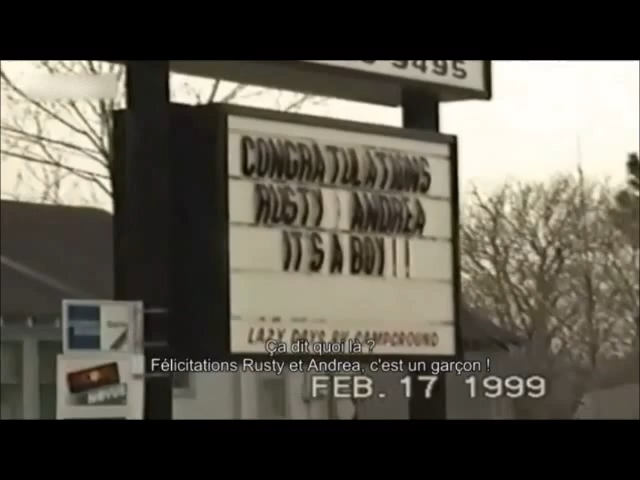 5495
CONGRATULATIONS
RUSTY & ANDREA
IT'S A BOY!!
LAZY DAYS RV CAMPGROUND
Ça dit quoi là ?
Félicitations Rusty et Andrea, c'est un garçon !
FEB. 17 1999